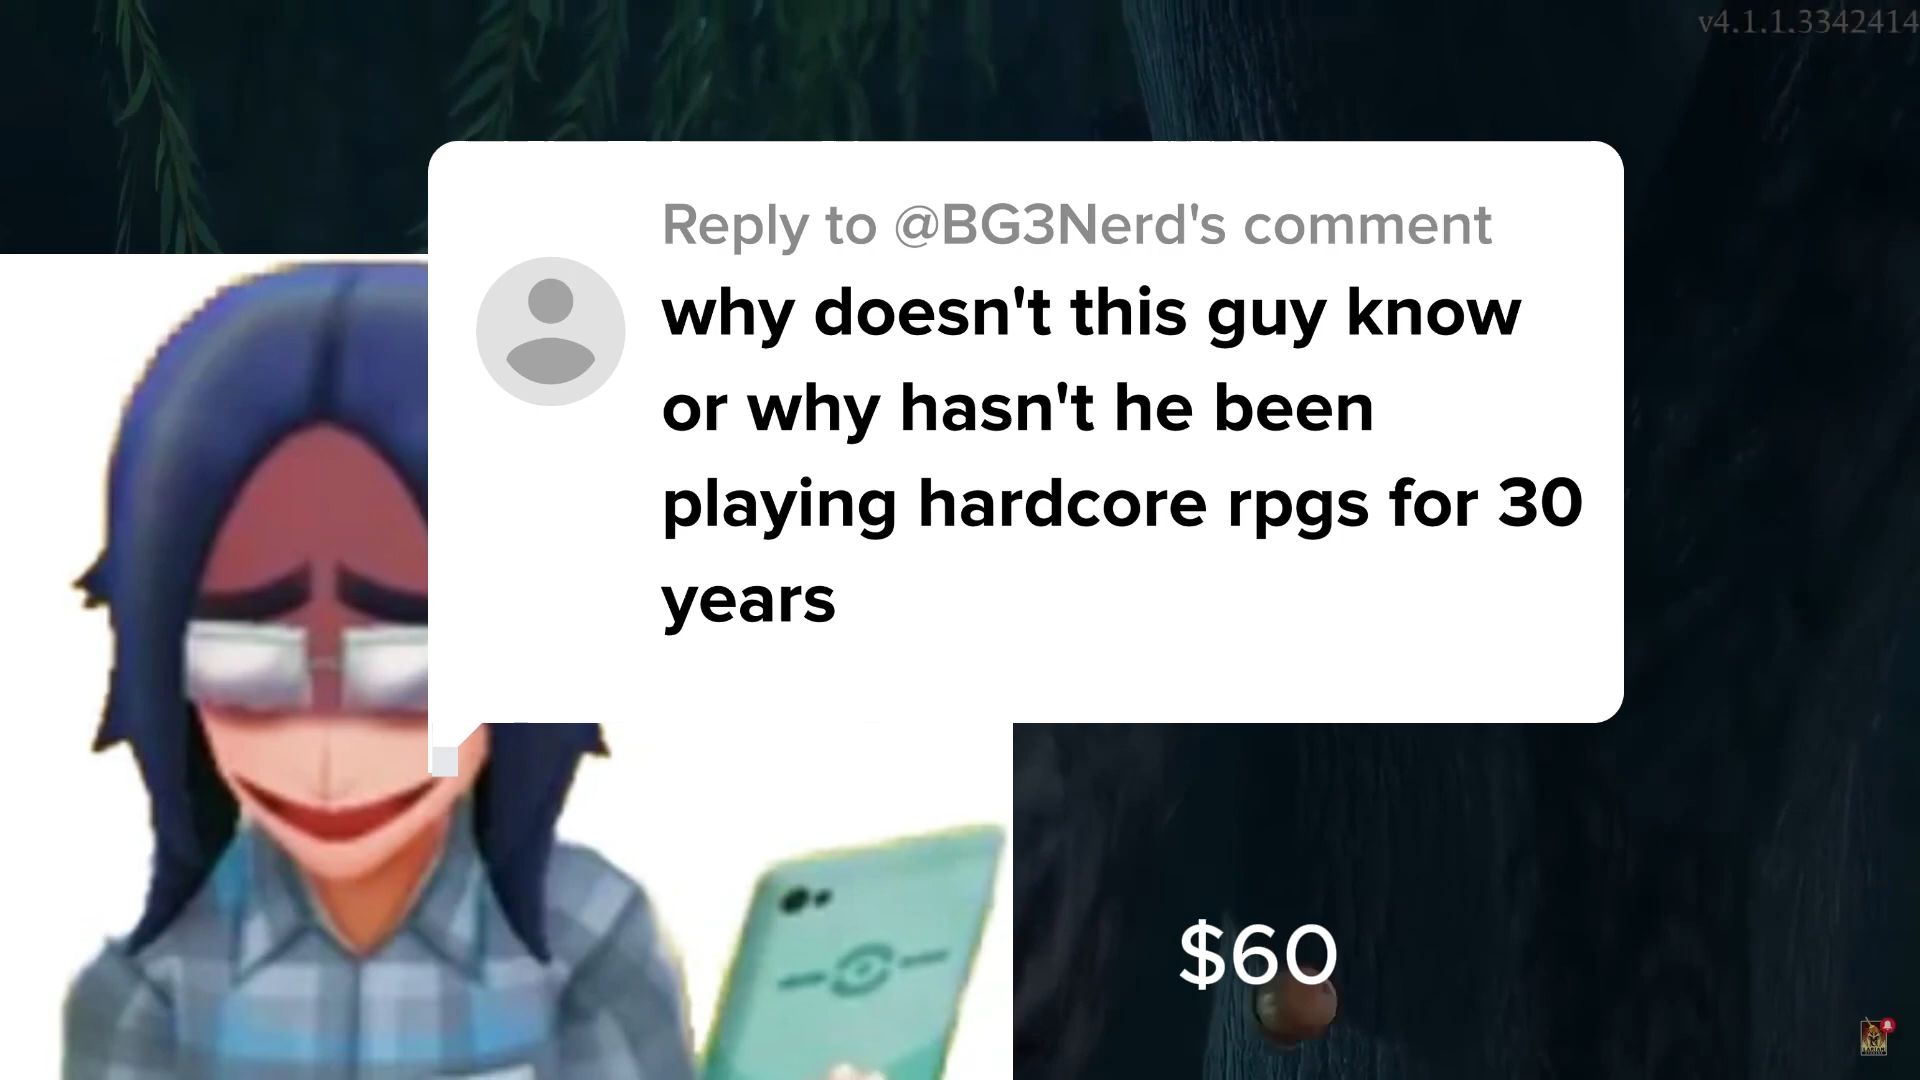 v4.1.1.3342414
Reply to @BG3Nerd's comment
why doesn't this guy know
or why hasn't he been
playing hardcore rpgs for 30
years
$60